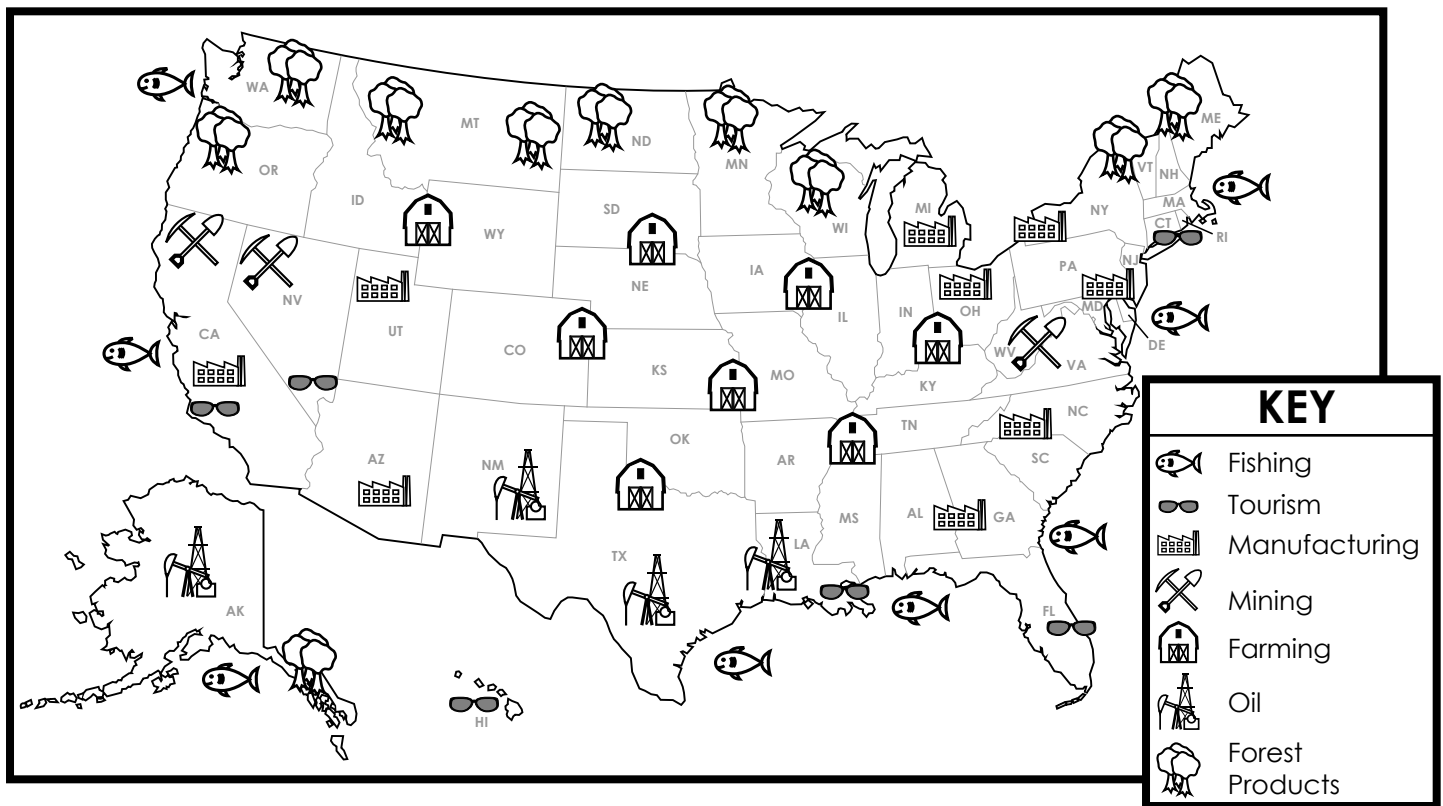 WA
MT
ND
MN
ME
OR
ID
SD
WY
WI
MI
VT
NH
NY
MA
CT
RI
IA
NE
PA
NJ
NV
UT
CO
IL
IN
OH
MD
DE
CA
KS
MO
WV
VA
KY
NC
TN
SC
AZ
NM
OK
AR
MS
AL
GA
TX
LA
AK
FL
HI
KEY
Fishing
Tourism
Manufacturing
Mining
Farming
Oil
Forest
Products